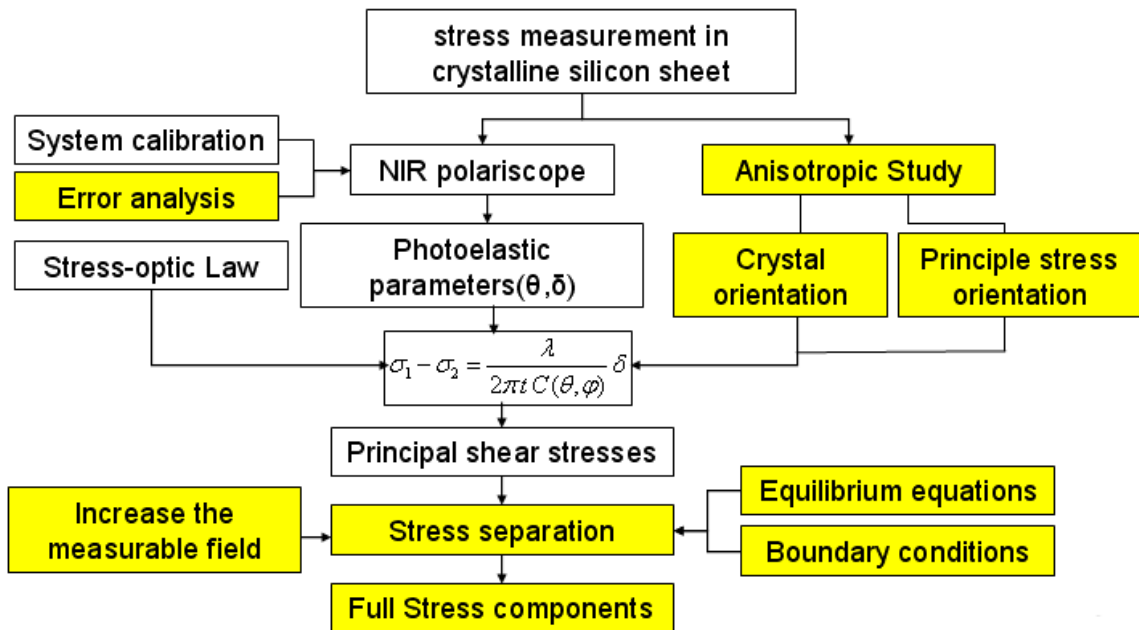 stress measurement in
crystalline silicon sheet
System calibration
NIR polariscope
Anisotropic Study
Error analysis
Stress-optic Law
Photoelastic
parameters(θ,δ)
Crystal
orientation
Principle stress
orientation
σ₁ − σ₂ = λ / (2πt C(θ,φ)) δ
Principal shear stresses
Increase the
measurable field
Stress separation
Equilibrium equations
Boundary conditions
Full Stress components